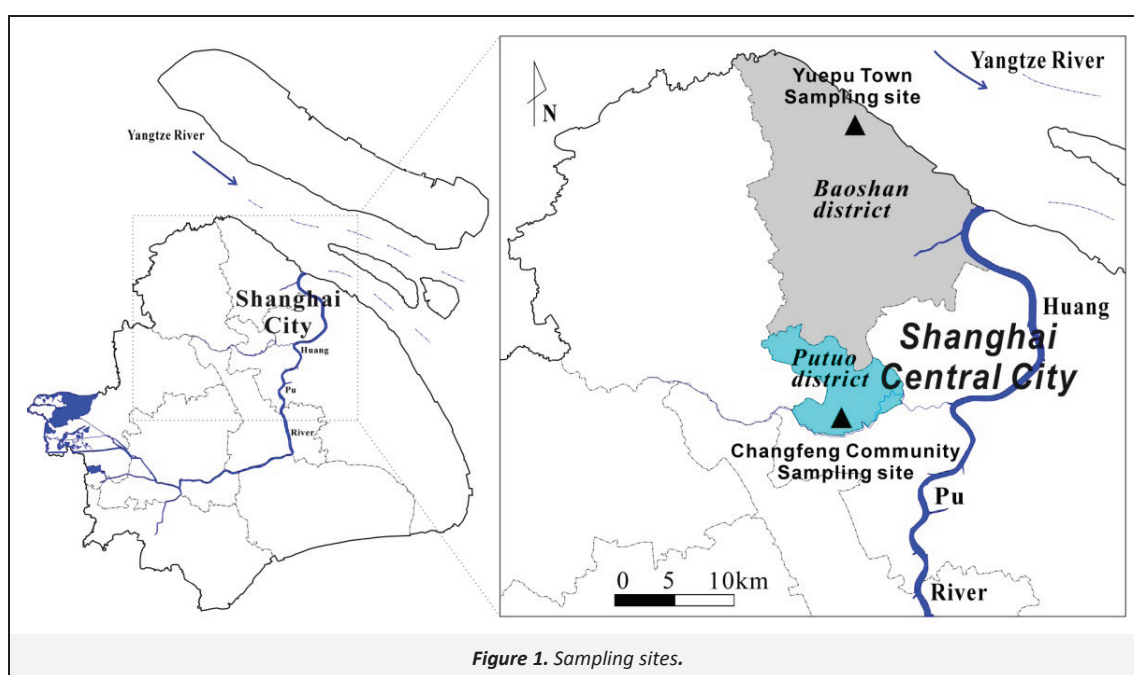 Yangtze River
Shanghai
City
Huang
Pu
River
Yangtze River
N
Yuepu Town
Sampling site
Baoshan
district
Huang
Shanghai
Central City
Putuo
district
Changfeng Community
Sampling site
Pu
0 5 10km
River
Figure 1. Sampling sites.